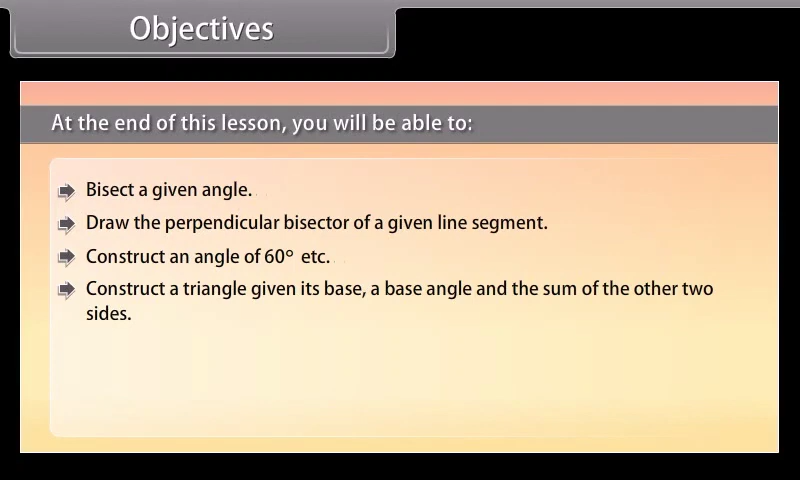 Objectives
At the end of this lesson, you will be able to:
Bisect a given angle.
Draw the perpendicular bisector of a given line segment.
Construct an angle of 60° etc.
Construct a triangle given its base, a base angle and the sum of the other two
sides.